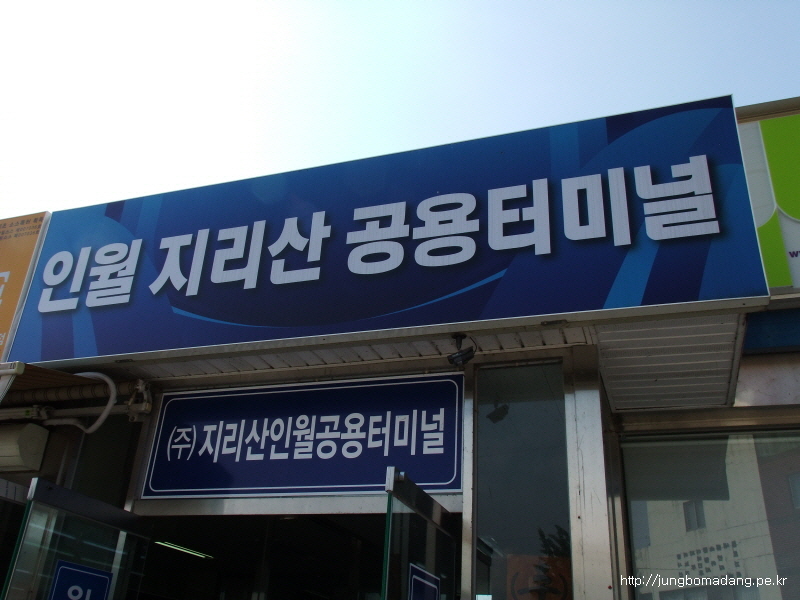 인월 지리산 공용터미널
(주)지리산인월공용터미널
http://jungbomadang.pe.kr